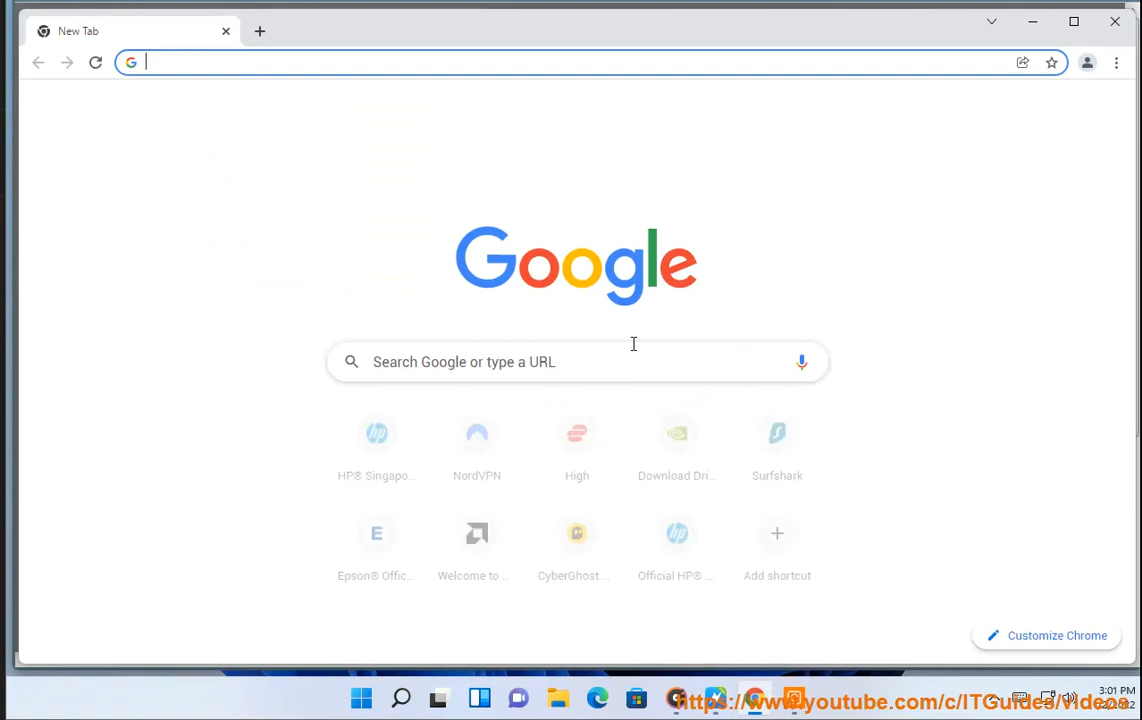 New Tab
Google
Search Google or type a URL
HP® Singapo...
NordVPN
High
Download Dri...
Surfshark
Epson® Offic...
Welcome to ...
CyberGhost ...
Official HP® ...
Add shortcut
Customize Chrome
3:01 PM
https://www.youtube.com/c/ITGuides/Videos